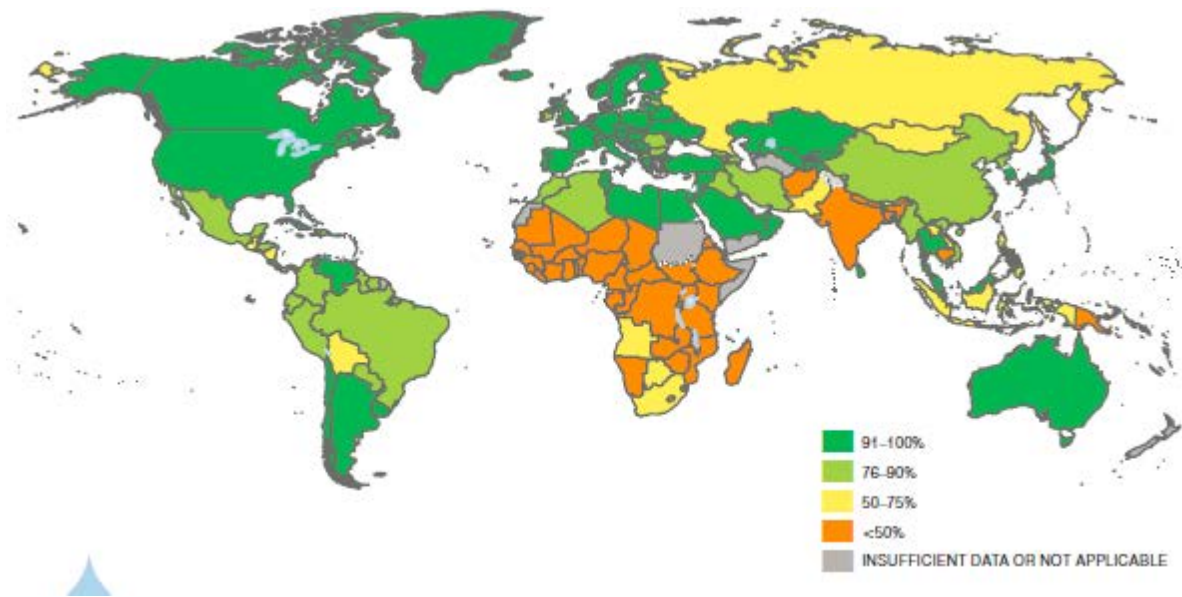 91–100%
76–90%
50–75%
<50%
INSUFFICIENT DATA OR NOT APPLICABLE